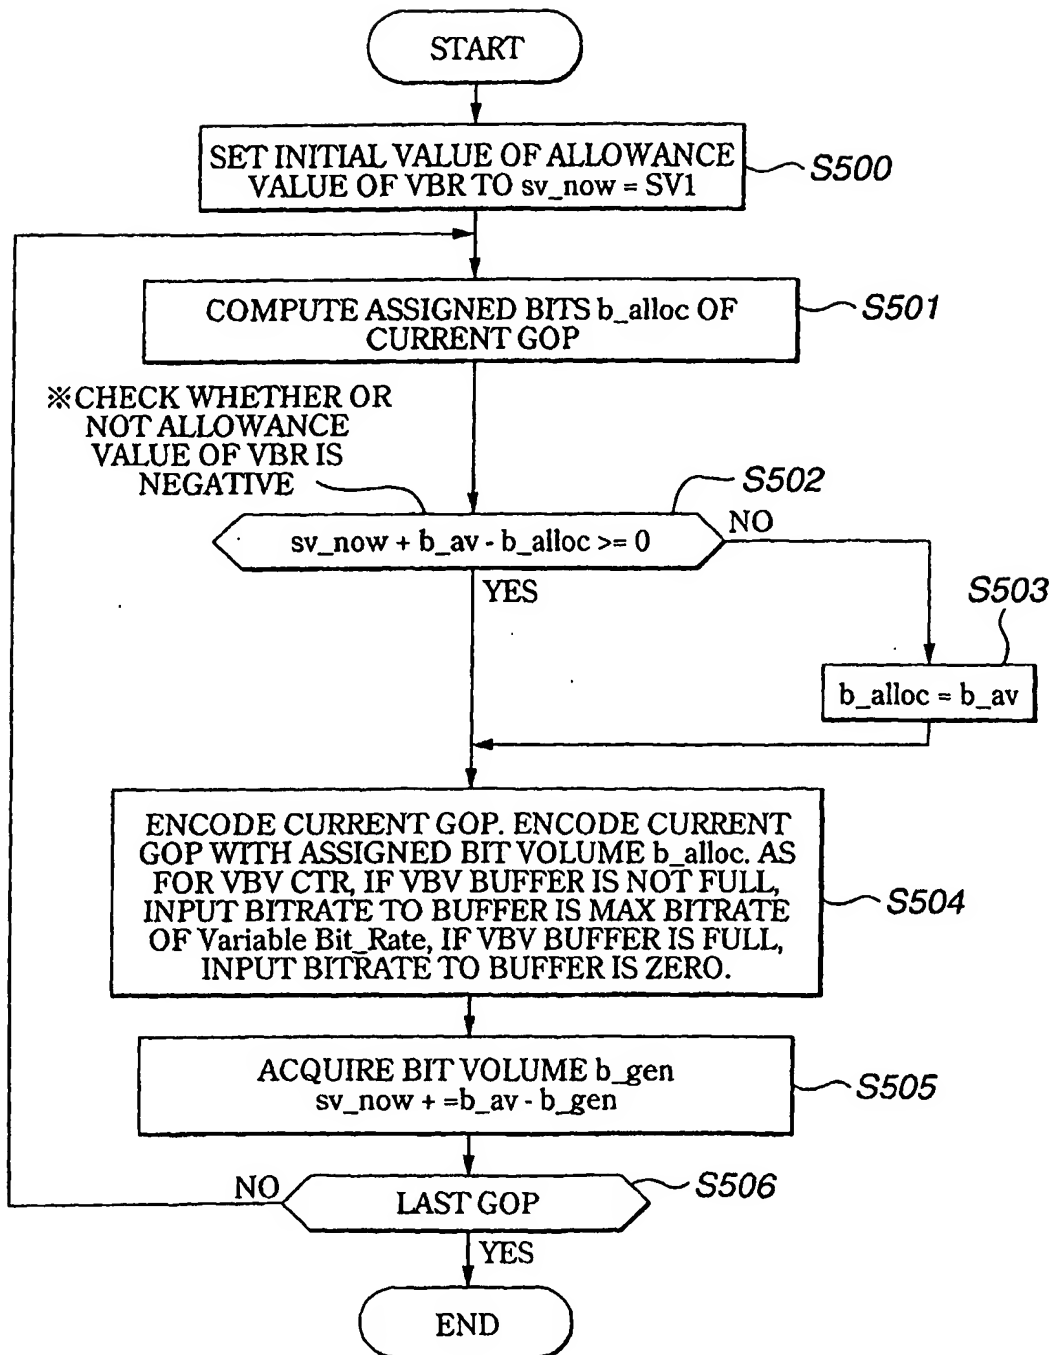 START
SET INITIAL VALUE OF ALLOWANCE
VALUE OF VBR TO sv_now = SV1
S500
COMPUTE ASSIGNED BITS b_alloc OF
CURRENT GOP
S501
※CHECK WHETHER OR
NOT ALLOWANCE
VALUE OF VBR IS
NEGATIVE
S502
sv_now + b_av - b_alloc >= 0
NO
YES
S503
b_alloc = b_av
ENCODE CURRENT GOP. ENCODE CURRENT
GOP WITH ASSIGNED BIT VOLUME b_alloc. AS
FOR VBV CTR, IF VBV BUFFER IS NOT FULL,
INPUT BITRATE TO BUFFER IS MAX BITRATE
OF Variable Bit_Rate, IF VBV BUFFER IS FULL,
INPUT BITRATE TO BUFFER IS ZERO.
S504
ACQUIRE BIT VOLUME b_gen
sv_now + =b_av - b_gen
S505
NO
LAST GOP
S506
YES
END